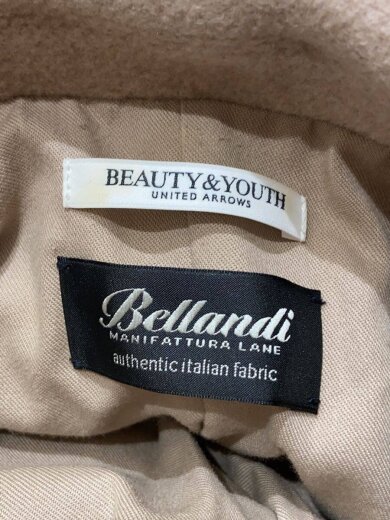 BEAUTY&YOUTH
UNITED ARROWS
Bellandi
MANIFATTURA LANE
authentic italian fabric